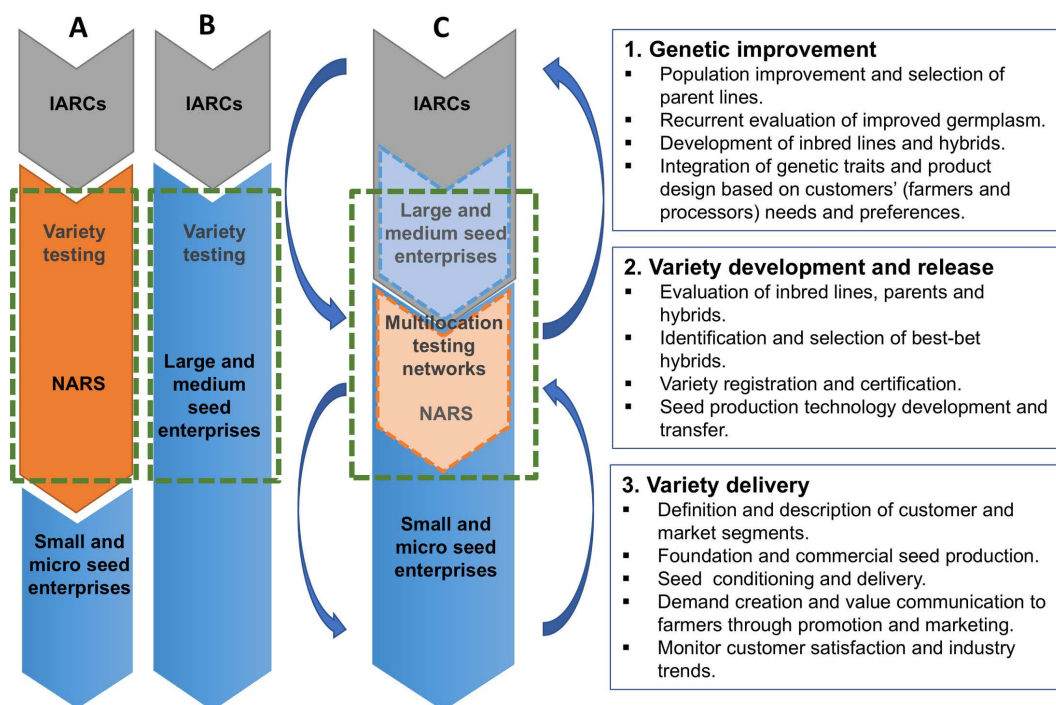 A
IARCs
Variety
testing
NARS
Small and
micro seed
enterprises
B
IARCs
Variety
testing
Large and
medium
seed
enterprises
C
IARCs
Large and
medium seed
enterprises
Multilocation
testing
networks
NARS
Small and
micro seed
enterprises
1. Genetic improvement
▪ Population improvement and selection of
parent lines.
▪ Recurrent evaluation of improved germplasm.
▪ Development of inbred lines and hybrids.
▪ Integration of genetic traits and product
design based on customers’ (farmers and
processors) needs and preferences.
2. Variety development and release
▪ Evaluation of inbred lines, parents and
hybrids.
▪ Identification and selection of best-bet
hybrids.
▪ Variety registration and certification.
▪ Seed production technology development and
transfer.
3. Variety delivery
▪ Definition and description of customer and
market segments.
▪ Foundation and commercial seed production.
▪ Seed conditioning and delivery.
▪ Demand creation and value communication to
farmers through promotion and marketing.
▪ Monitor customer satisfaction and industry
trends.